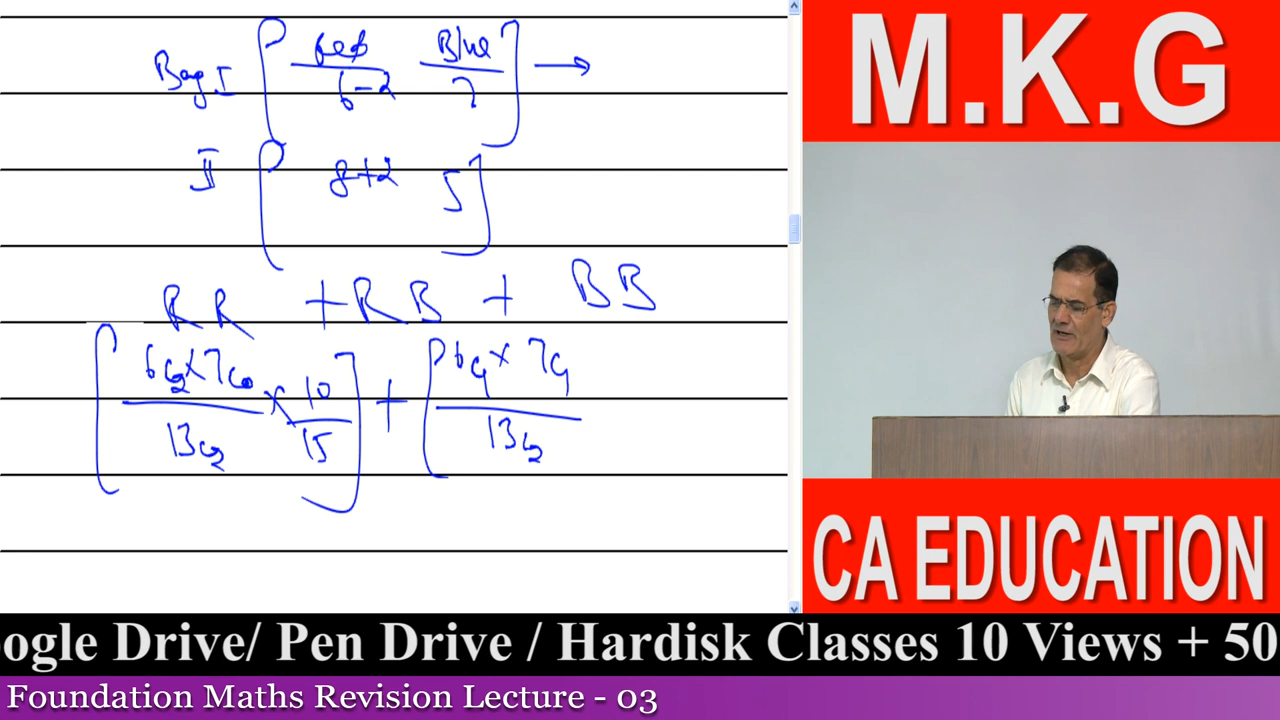 Bag I Red Blue →
6-2 7
II 8+2 5
RR + RB + BB
6C2 × 7C0 / 13C2 × 10 / 15 + 6C1 × 7C1 / 13C2
M.K.G
CA EDUCATION
oogle Drive/ Pen Drive / Hardisk Classes 10 Views + 50
Foundation Maths Revision Lecture - 03